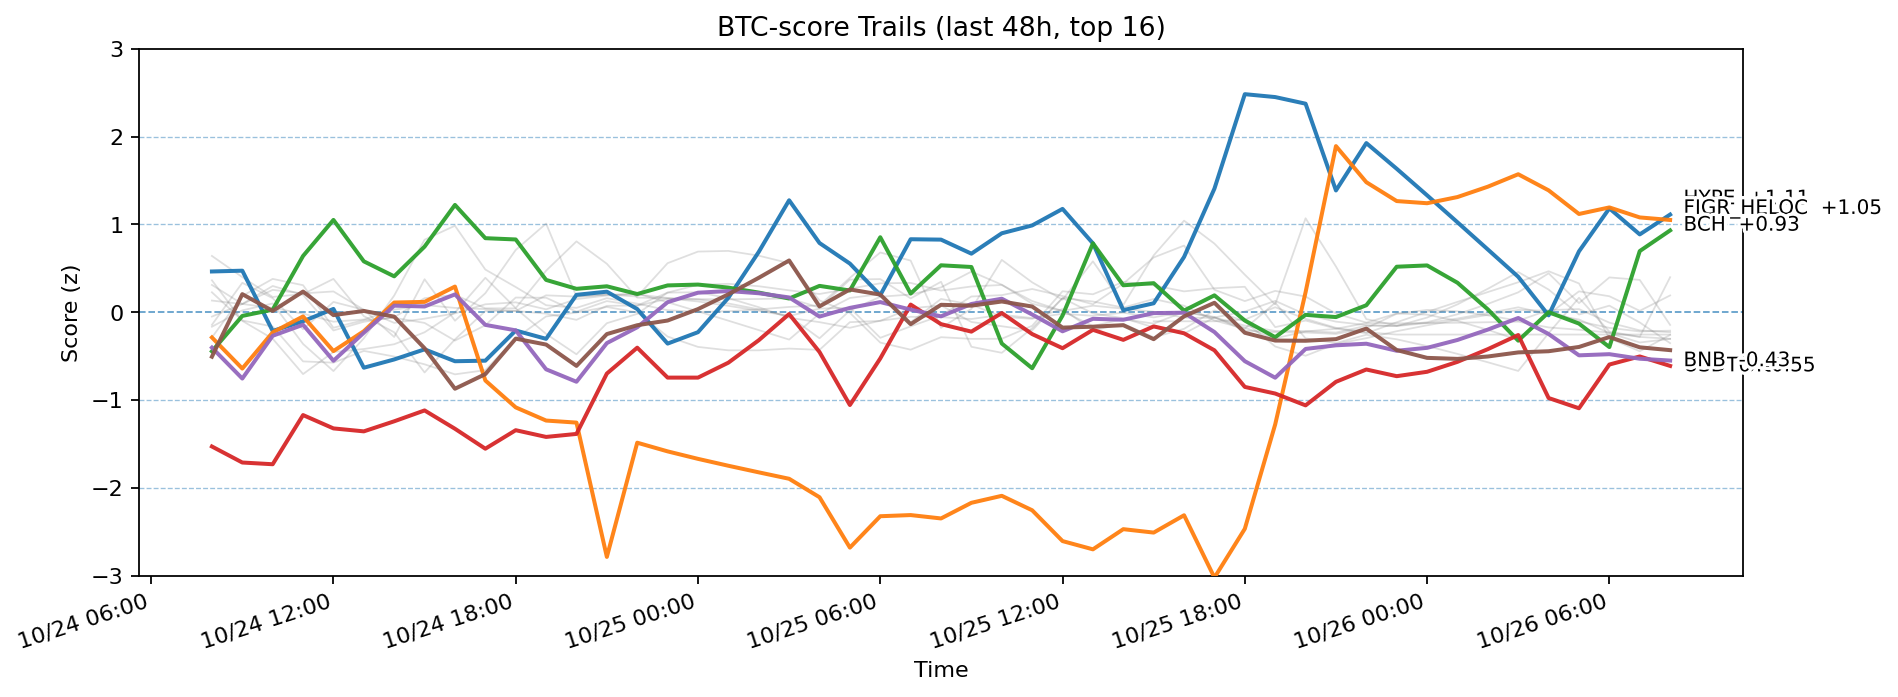 BTC-score Trails (last 48h, top 16)
Score (z)
3
2
1
0
−1
−2
−3
HYPE +1.11
FIGR_HELOC +1.05
BCH +0.93
BNB −0.43
10/24 06:00
10/24 12:00
10/24 18:00
10/25 00:00
10/25 06:00
10/25 12:00
10/25 18:00
10/26 00:00
10/26 06:00
Time